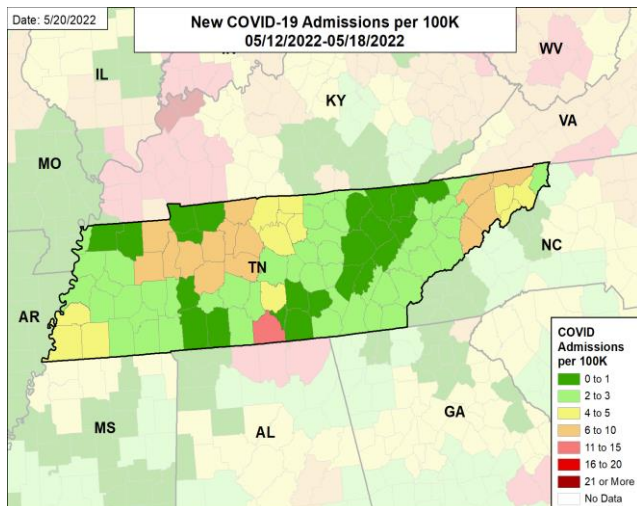 Date: 5/20/2022
New COVID-19 Admissions per 100K
05/12/2022-05/18/2022
WV
IL
KY
VA
MO
TN
NC
AR
MS
AL
GA
COVID
Admissions
per 100K
0 to 1
2 to 3
4 to 5
6 to 10
11 to 15
16 to 20
21 or More
No Data